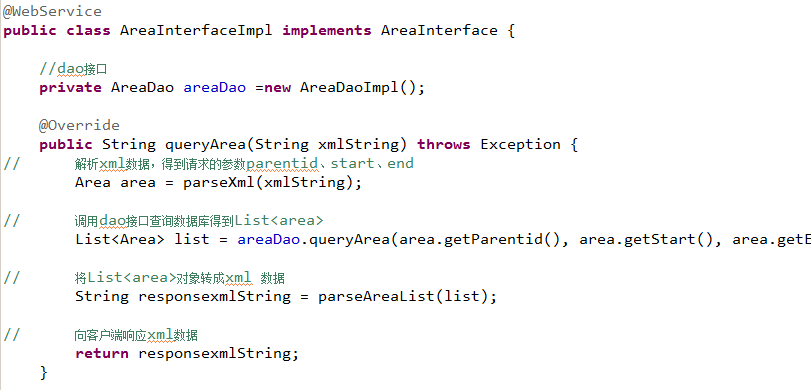 @WebService
public class AreaInterfaceImpl implements AreaInterface {
//dao接口
private AreaDao areaDao =new AreaDaoImpl();
@Override
public String queryArea(String xmlString) throws Exception {
// 解析xml数据，得到请求的参数parentid、start、end
Area area = parseXml(xmlString);
// 调用dao接口查询数据库得到List<area>
List<Area> list = areaDao.queryArea(area.getParentid(), area.getStart(), area.getE
// 将List<area>对象转成xml 数据
String responsexmlString = parseAreaList(list);
// 向客户端响应xml数据
return responsexmlString;
}